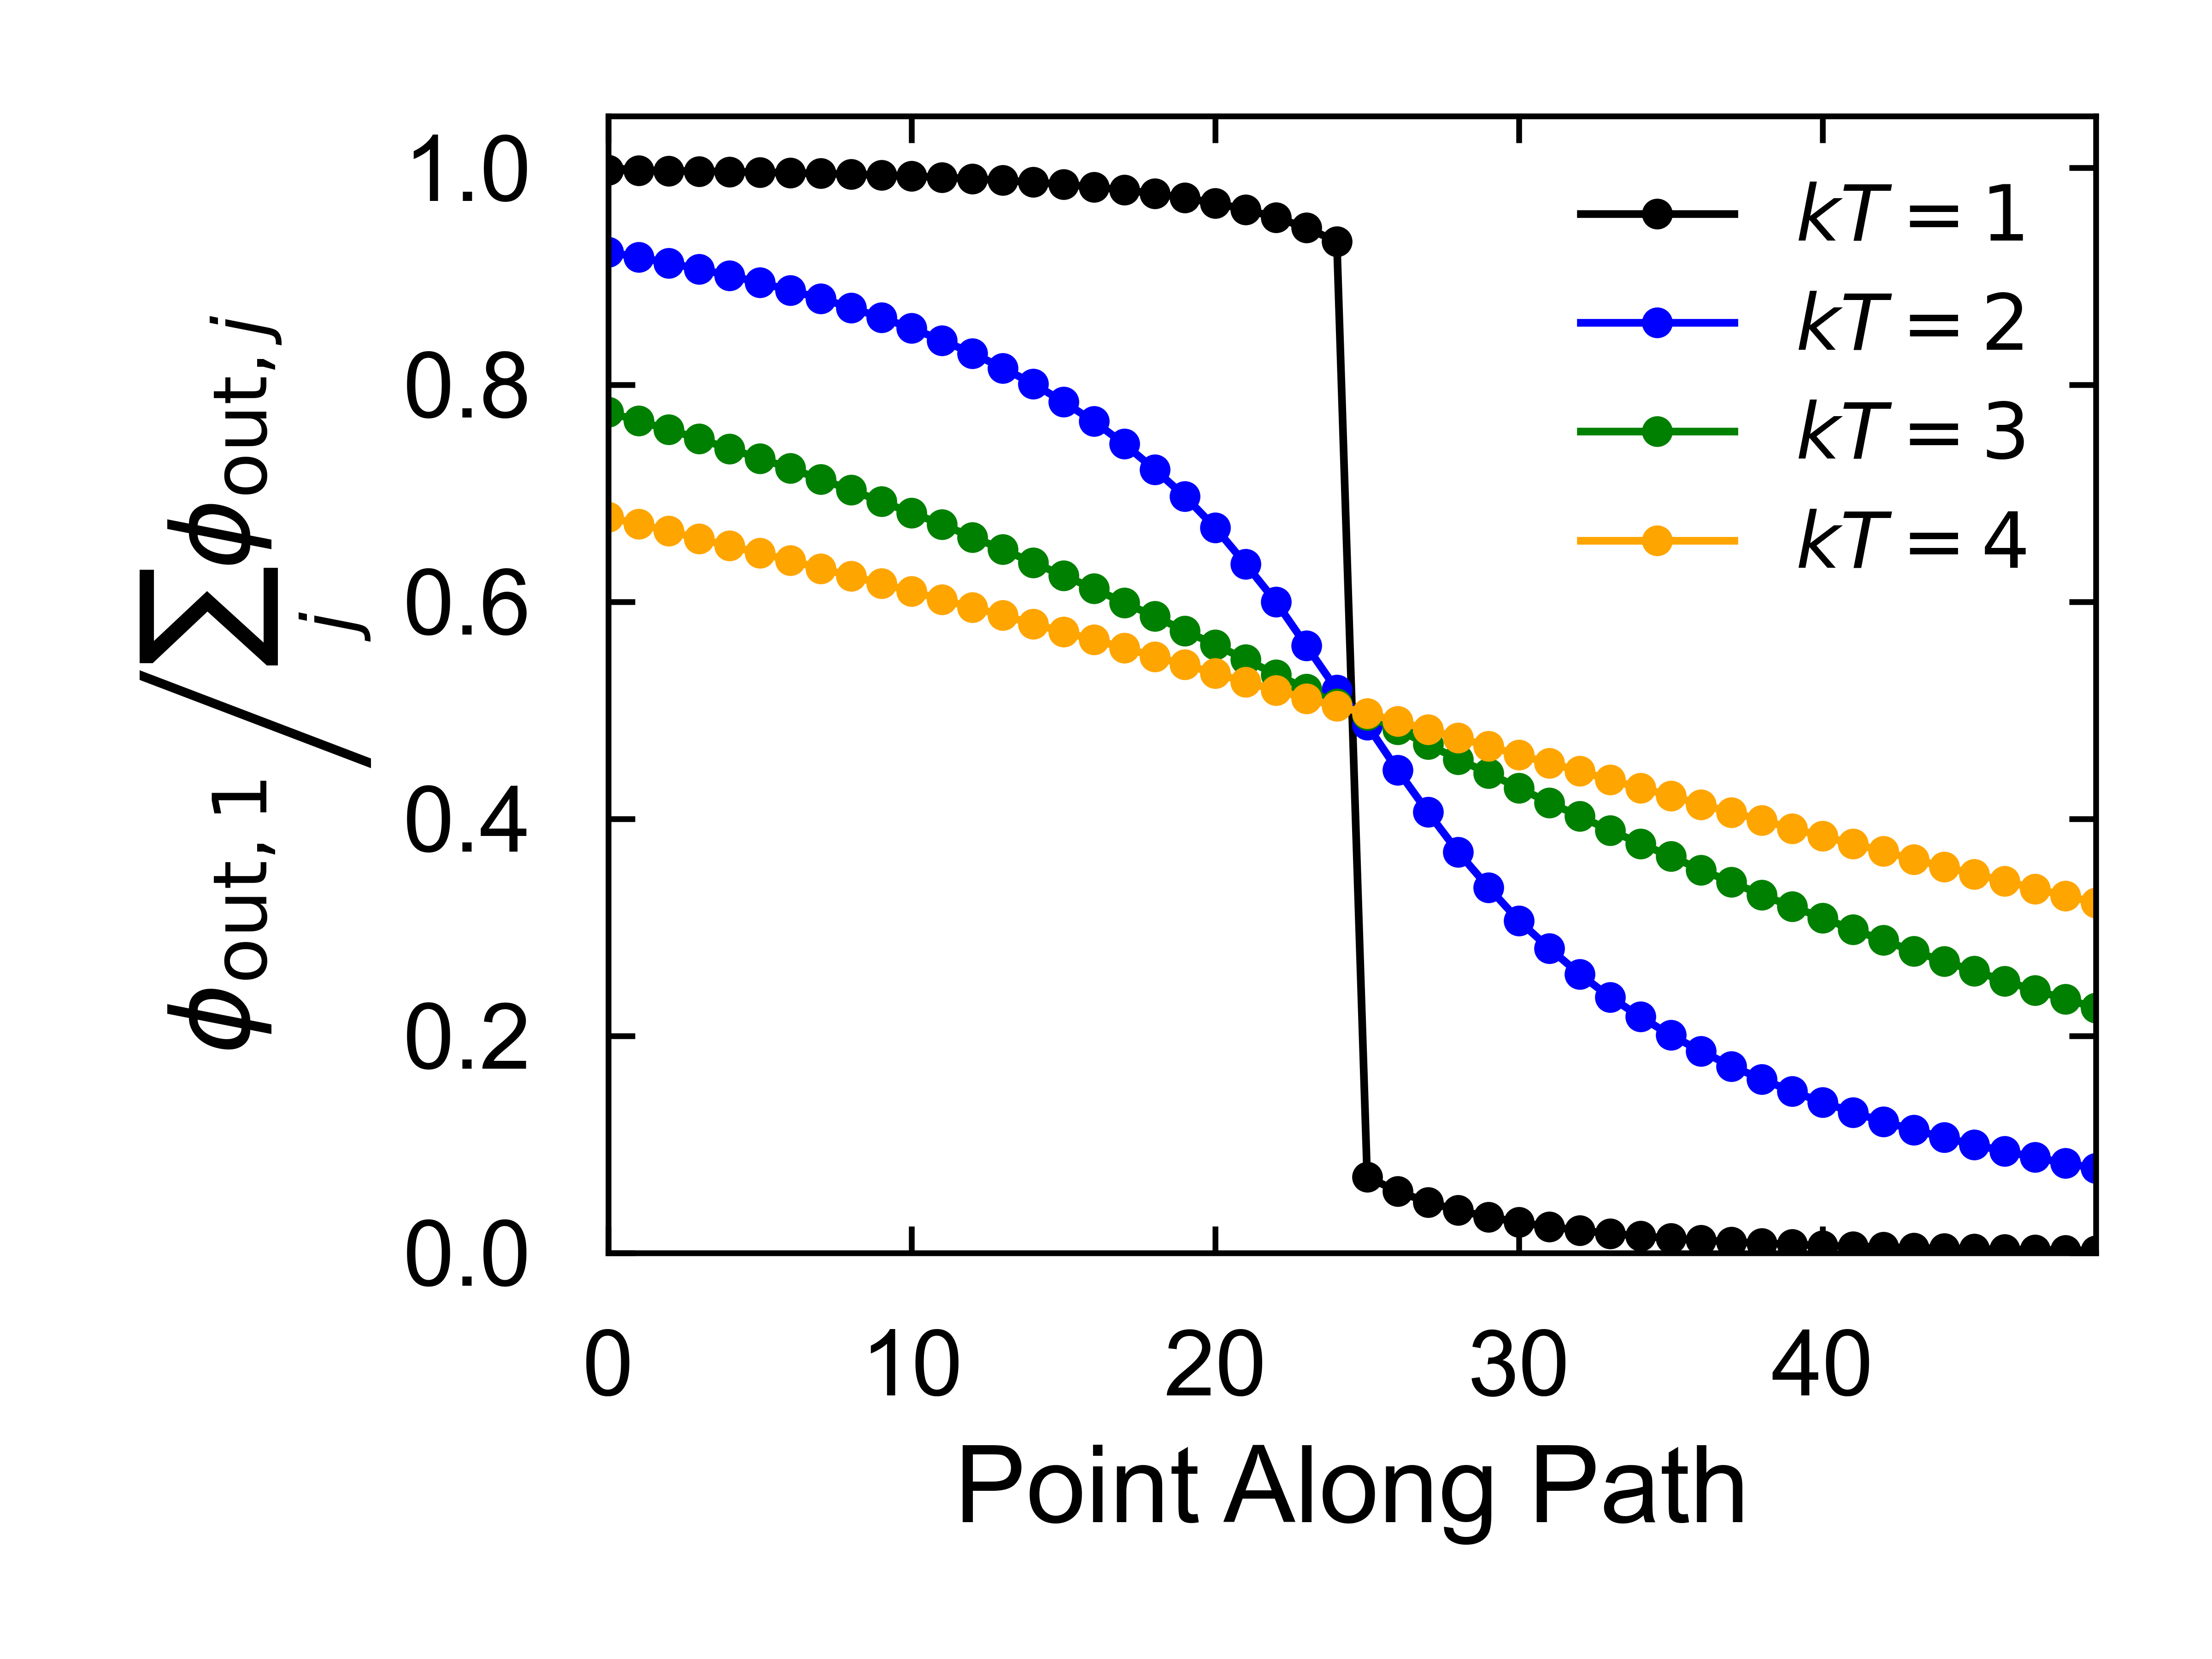 ϕout, 1 / ∑j ϕout, j
1.0
0.8
0.6
0.4
0.2
0.0
kT = 1
kT = 2
kT = 3
kT = 4
0 10 20 30 40
Point Along Path